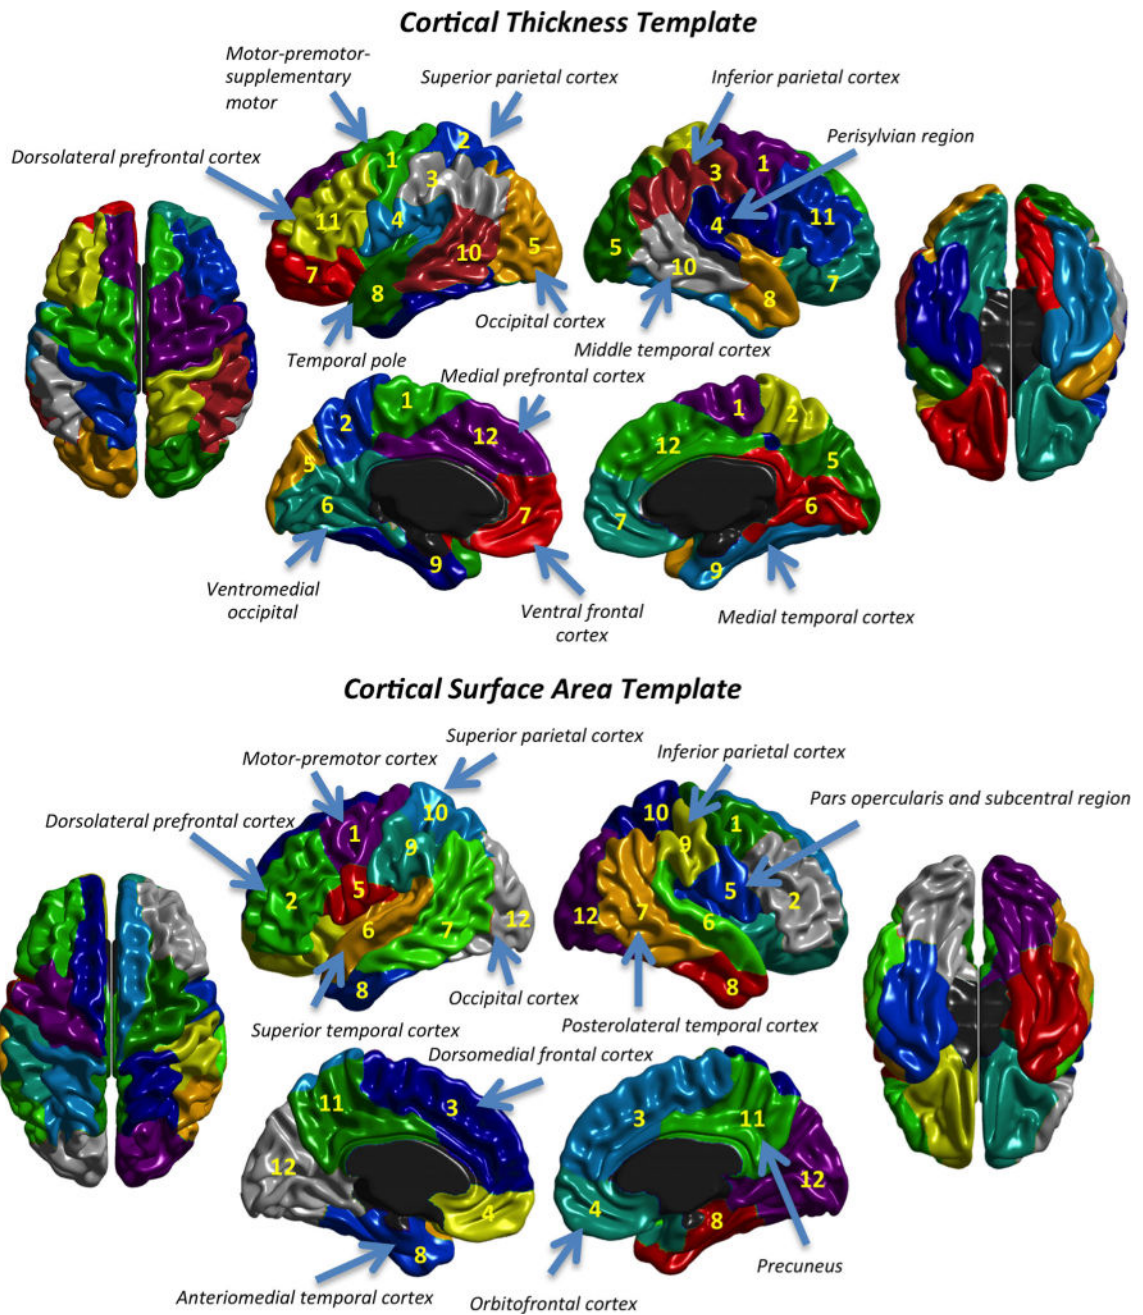 Cortical Thickness Template
Motor-premotor-
supplementary
motor
Superior parietal cortex
Inferior parietal cortex
Dorsolateral prefrontal cortex
Perisylvian region
1
2
3
4
11
10
5
7
8
1
3
4
11
5
10
8
7
Occipital cortex
Temporal pole
Middle temporal cortex
Medial prefrontal cortex
1
2
12
5
6
7
9
1
2
12
5
6
7
9
Ventromedial
occipital
Ventral frontal
cortex
Medial temporal cortex
Cortical Surface Area Template
Superior parietal cortex
Motor-premotor cortex
Inferior parietal cortex
Pars opercularis and subcentral region
Dorsolateral prefrontal cortex
10
1
9
5
2
6
7
12
8
10
1
9
5
2
12
7
6
8
Occipital cortex
Superior temporal cortex
Posterolateral temporal cortex
Dorsomedial frontal cortex
11
3
12
4
8
3
11
12
4
8
Precuneus
Anteriomedial temporal cortex
Orbitofrontal cortex